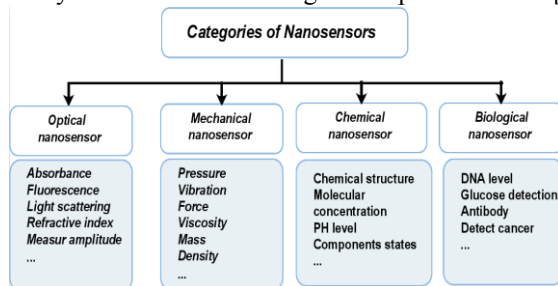 Categories of Nanosensors
Optical
nanosensor
Mechanical
nanosensor
Chemical
nanosensor
Biological
nanosensor
Absorbance
Fluorescence
Light scattering
Refractive index
Measur amplitude
...
Pressure
Vibration
Force
Viscosity
Mass
Density
...
Chemical structure
Molecular
concentration
PH level
Components states
...
DNA level
Glucose detection
Antibody
Detect cancer
...